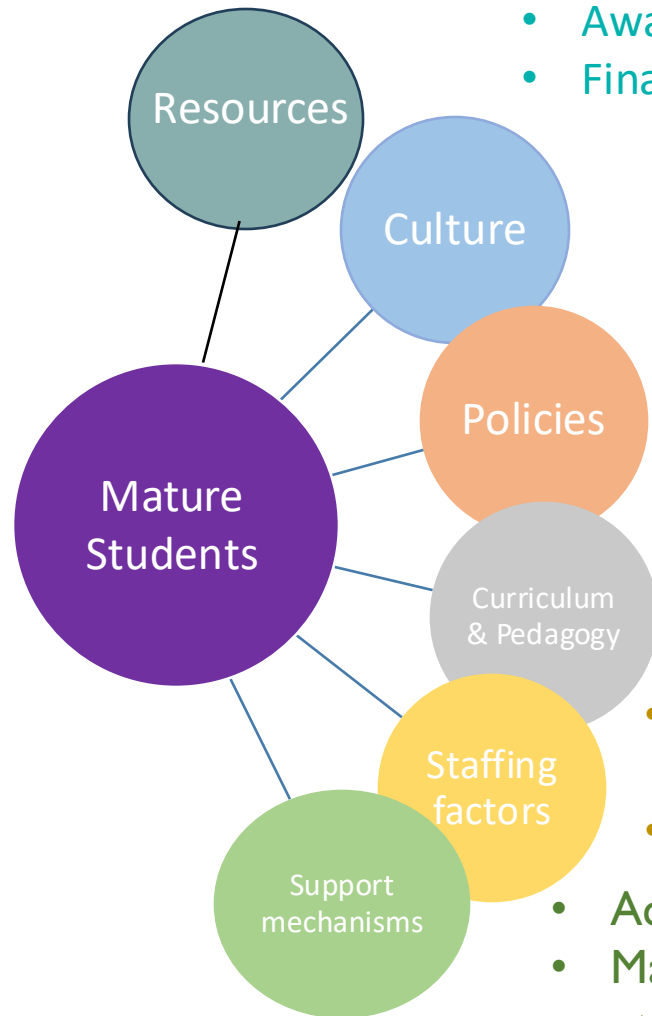 Resources
Culture
Policies
Mature
Students
Curriculum
& Pedagogy
Staffing
factors
Support
mechanisms